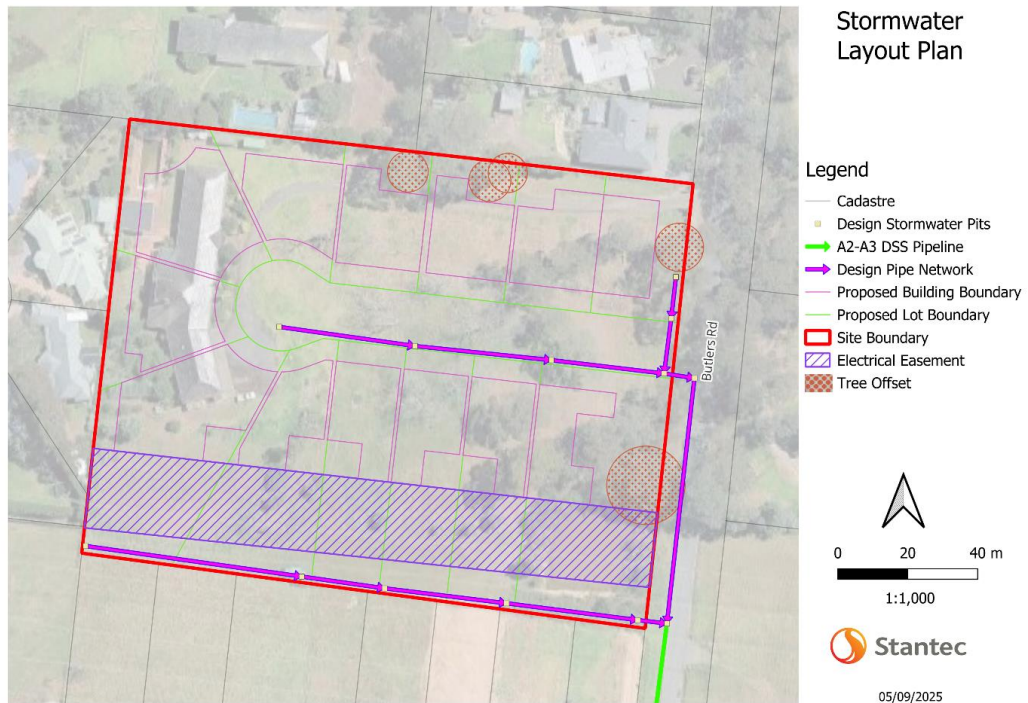 Stormwater
Layout Plan
Legend
Cadastre
Design Stormwater Pits
A2-A3 DSS Pipeline
Design Pipe Network
Proposed Building Boundary
Proposed Lot Boundary
Site Boundary
Electrical Easement
Tree Offset
Butlers Rd
0 20 40 m
1:1,000
Stantec
05/09/2025